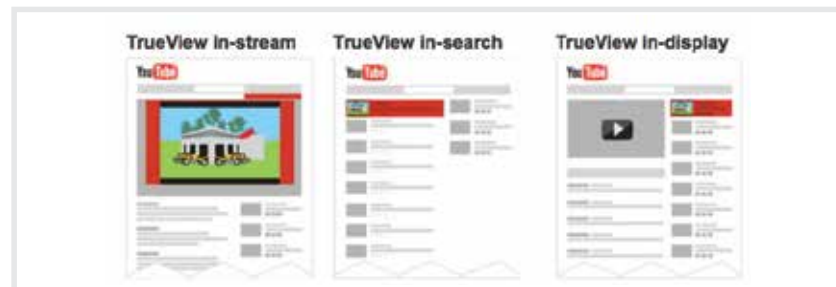 TrueView in-stream
TrueView in-search
TrueView in-display
YouTube
YouTube
YouTube